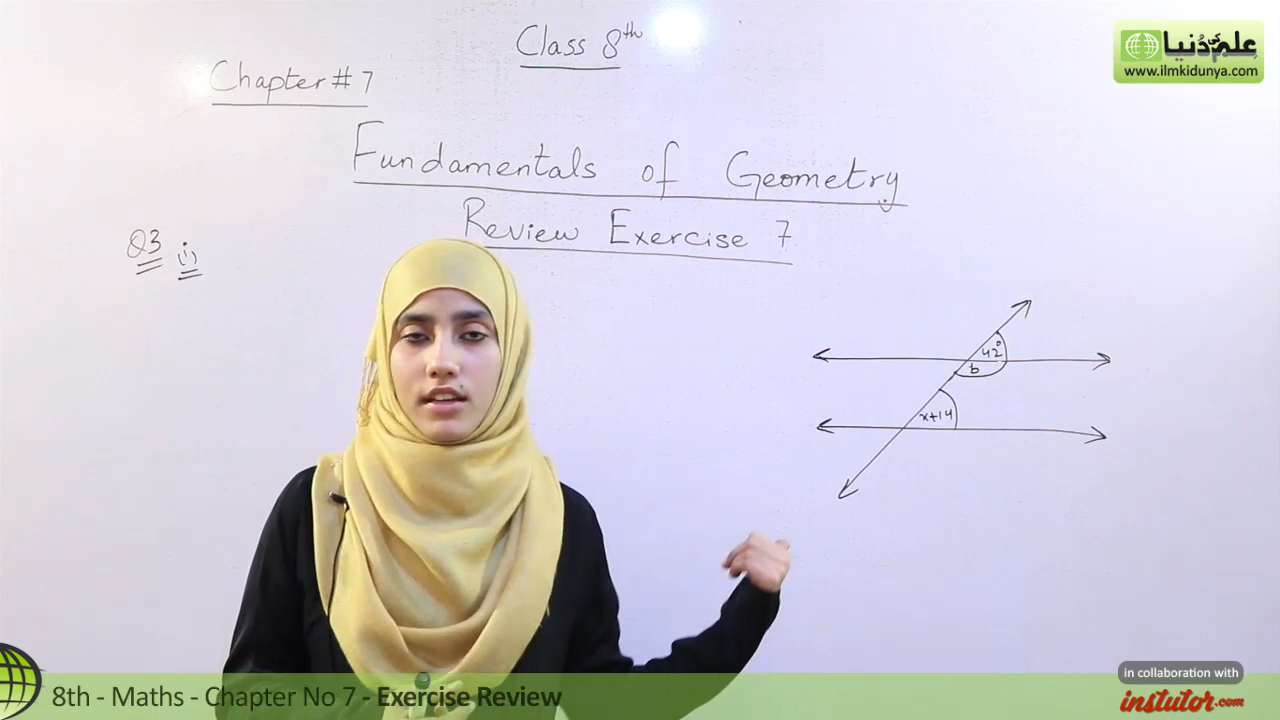 Class 8th
علم کی دُنیا
www.ilmkidunya.com
Chapter # 7
Fundamentals of Geometry
Review Exercise 7
Q3 (i)
42°
b
x+14
in collaboration with
instutor.com
8th - Maths - Chapter No 7 - Exercise Review